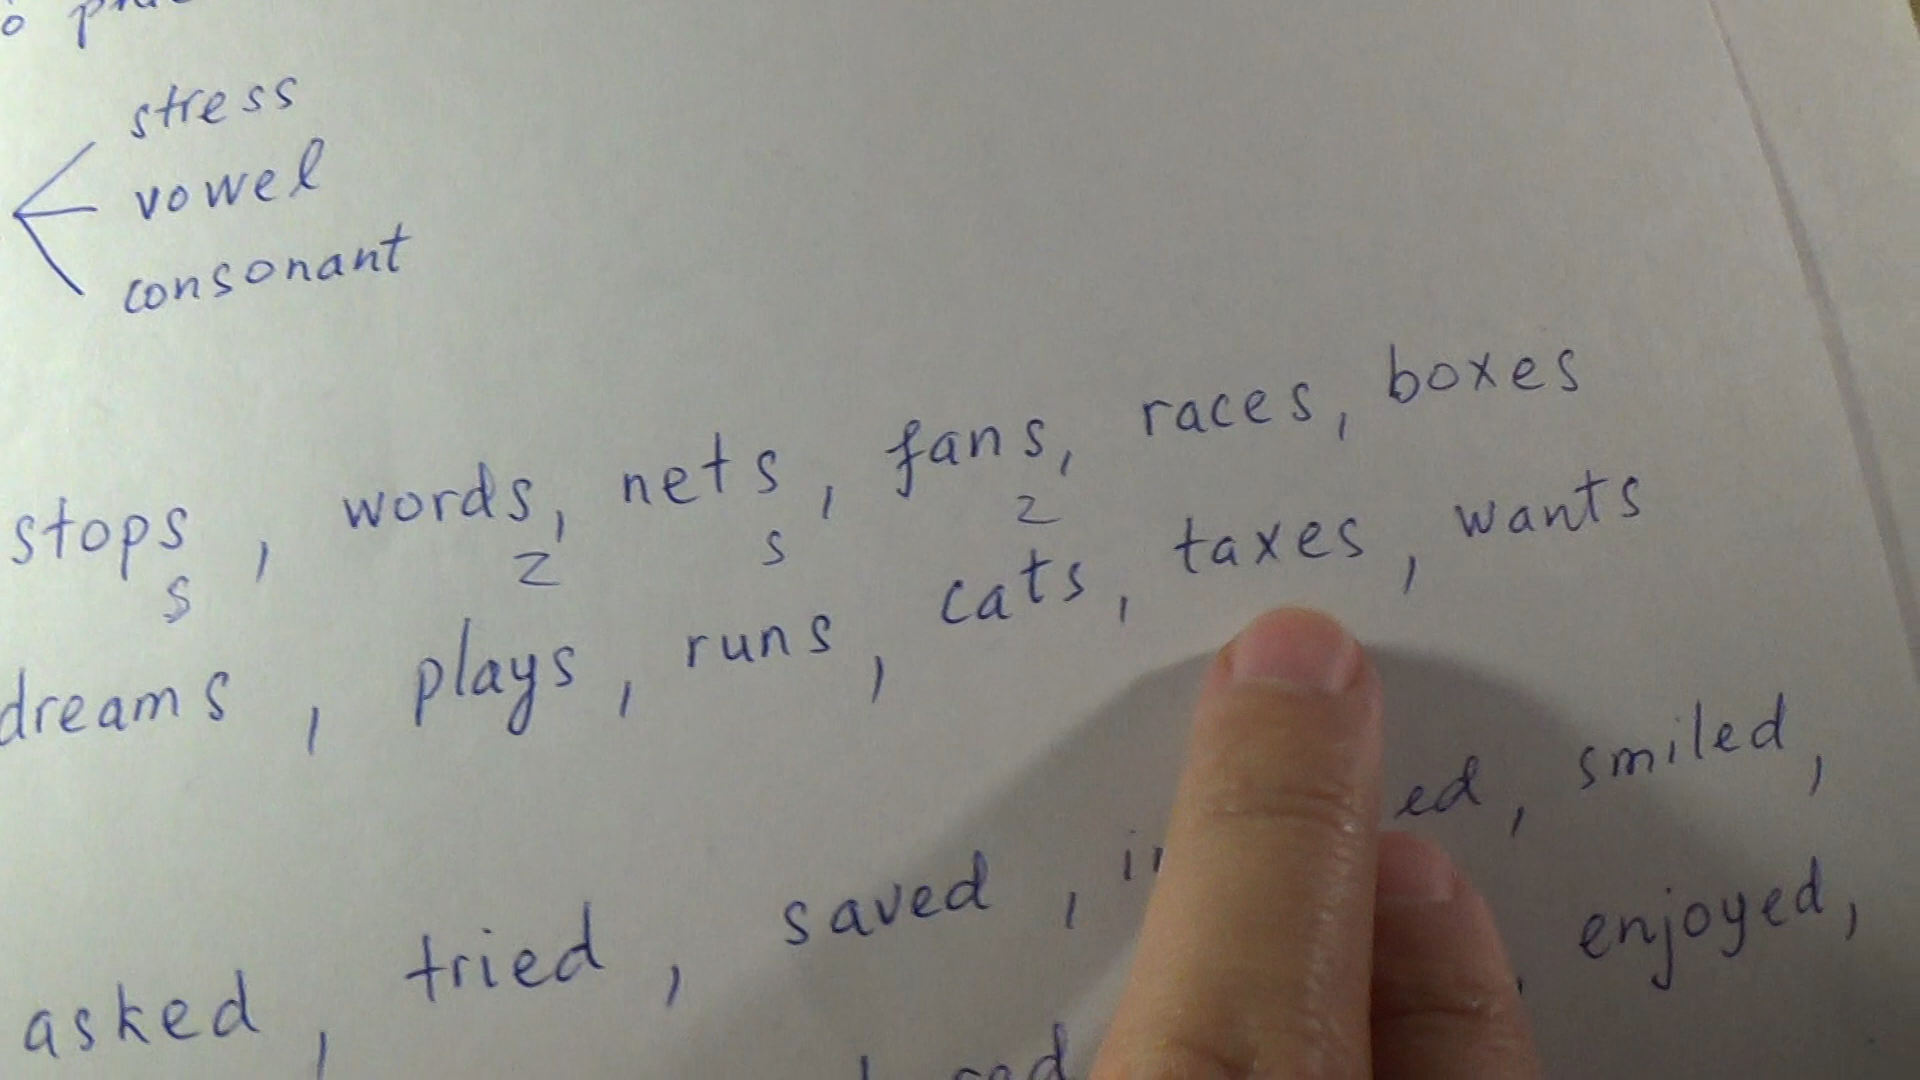 stress
vowel
consonant
stops, words, nets, fans, races, boxes
s z s z
dreams, plays, runs, cats, taxes, wants
asked, tried, saved, smiled,
enjoyed,